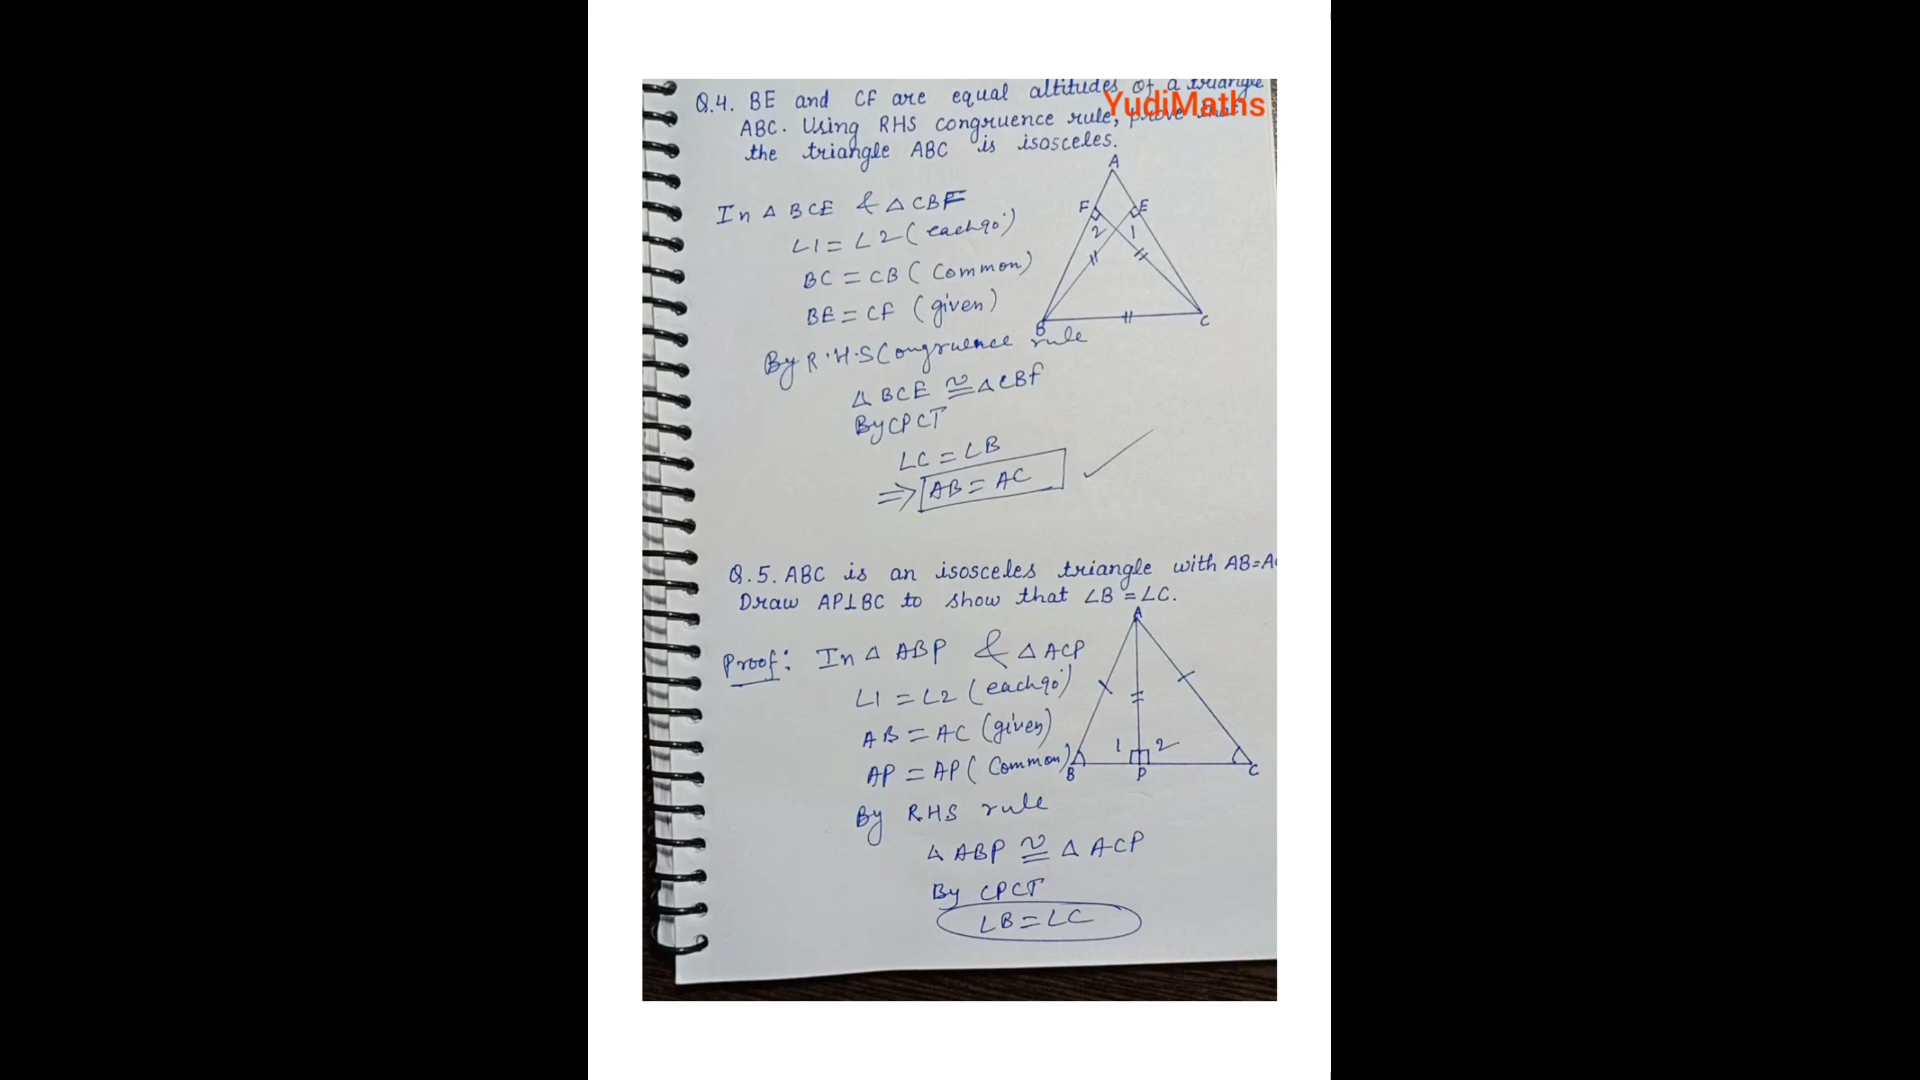 Q.4. BE and CF are equal altitudes of a triangle
YudiMaths
ABC. Using RHS congruence rule, prove that
the triangle ABC is isosceles.
A
In △ BCE & △ CBF
F E
∠1 = ∠2 (each 90°)
2 1
BC = CB (Common)
BE = CF (given)
B C
By R.H.S Congruence rule
△ BCE ≅ △ CBF
By CPCT
∠C = ∠B
⇒ AB = AC ✓
Q.5. ABC is an isosceles triangle with AB=A
Draw AP⊥BC to show that ∠B = ∠C.
A
Proof: In △ ABP & △ ACP
∠1 = ∠2 (each 90°)
AB = AC (given)
1 2
AP = AP (Common)
B P C
By RHS rule
△ ABP ≅ △ ACP
By CPCT
∠B = ∠C